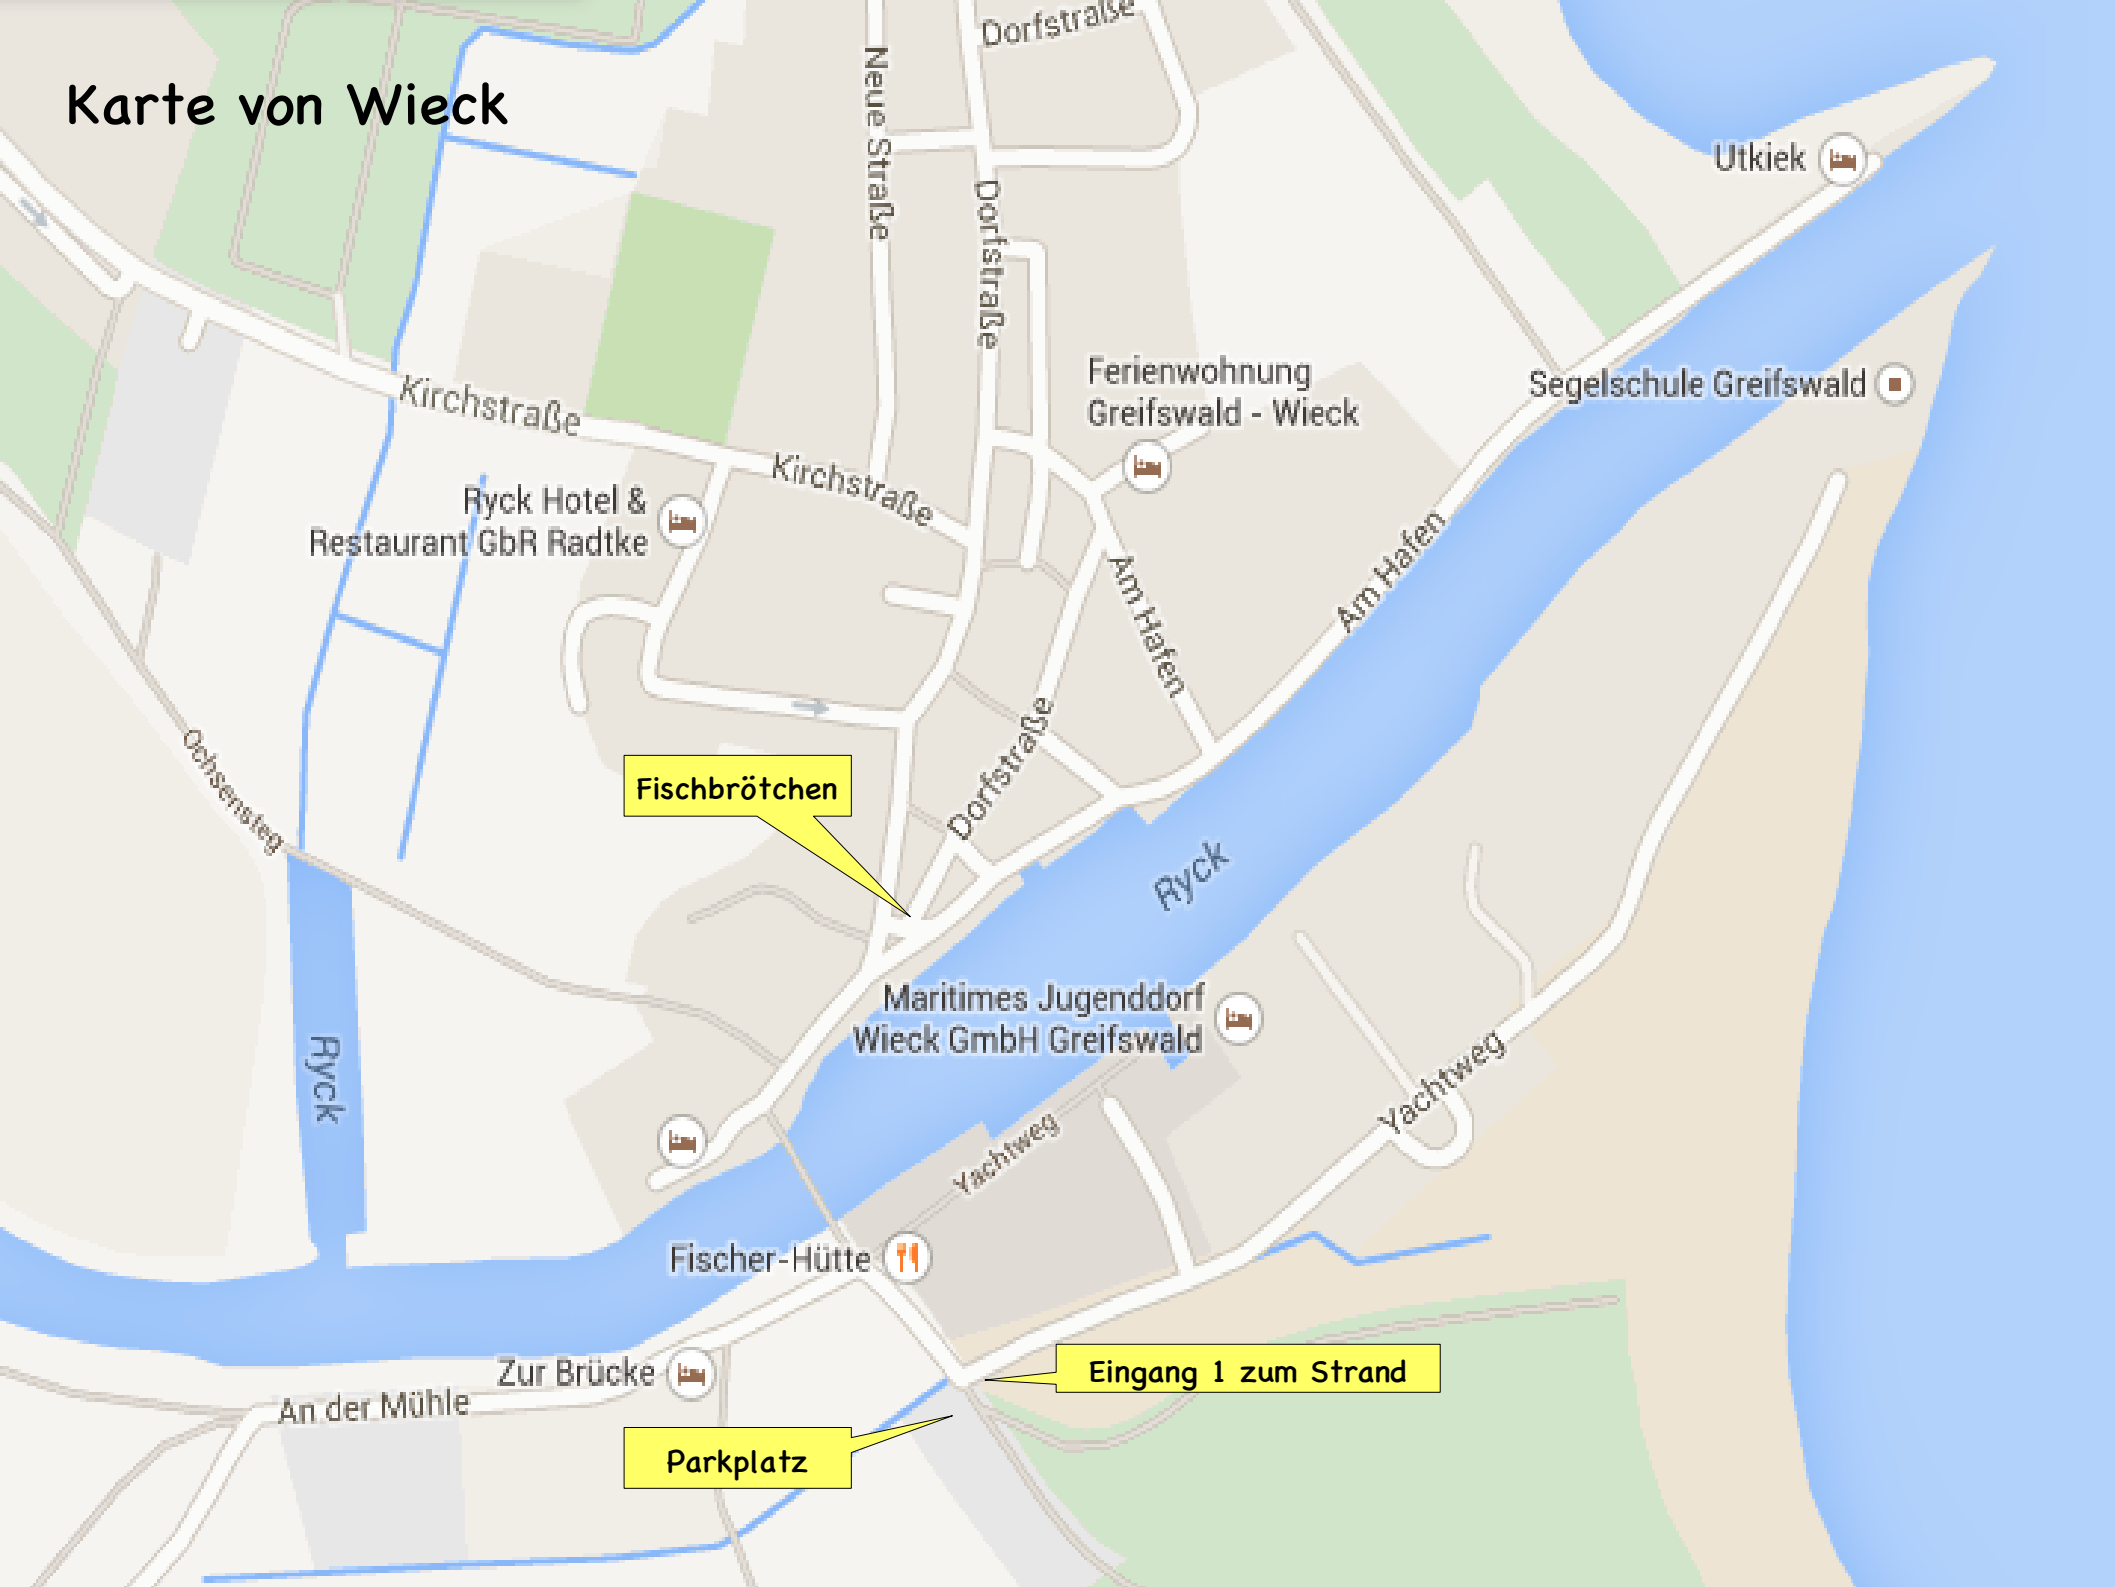 Karte von Wieck
Dorfstraße
Neue Straße
Utkiek
Dorfstraße
Ferienwohnung
Greifswald - Wieck
Segelschule Greifswald
Kirchstraße
Kirchstraße
Ryck Hotel &
Restaurant GbR Radtke
Am Hafen
Am Hafen
Ochsensteg
Dorfstraße
Fischbrötchen
Ryck
Maritimes Jugenddorf
Wieck GmbH Greifswald
Ryck
Yachtweg
Yachtweg
Fischer-Hütte
Zur Brücke
Eingang 1 zum Strand
An der Mühle
Parkplatz